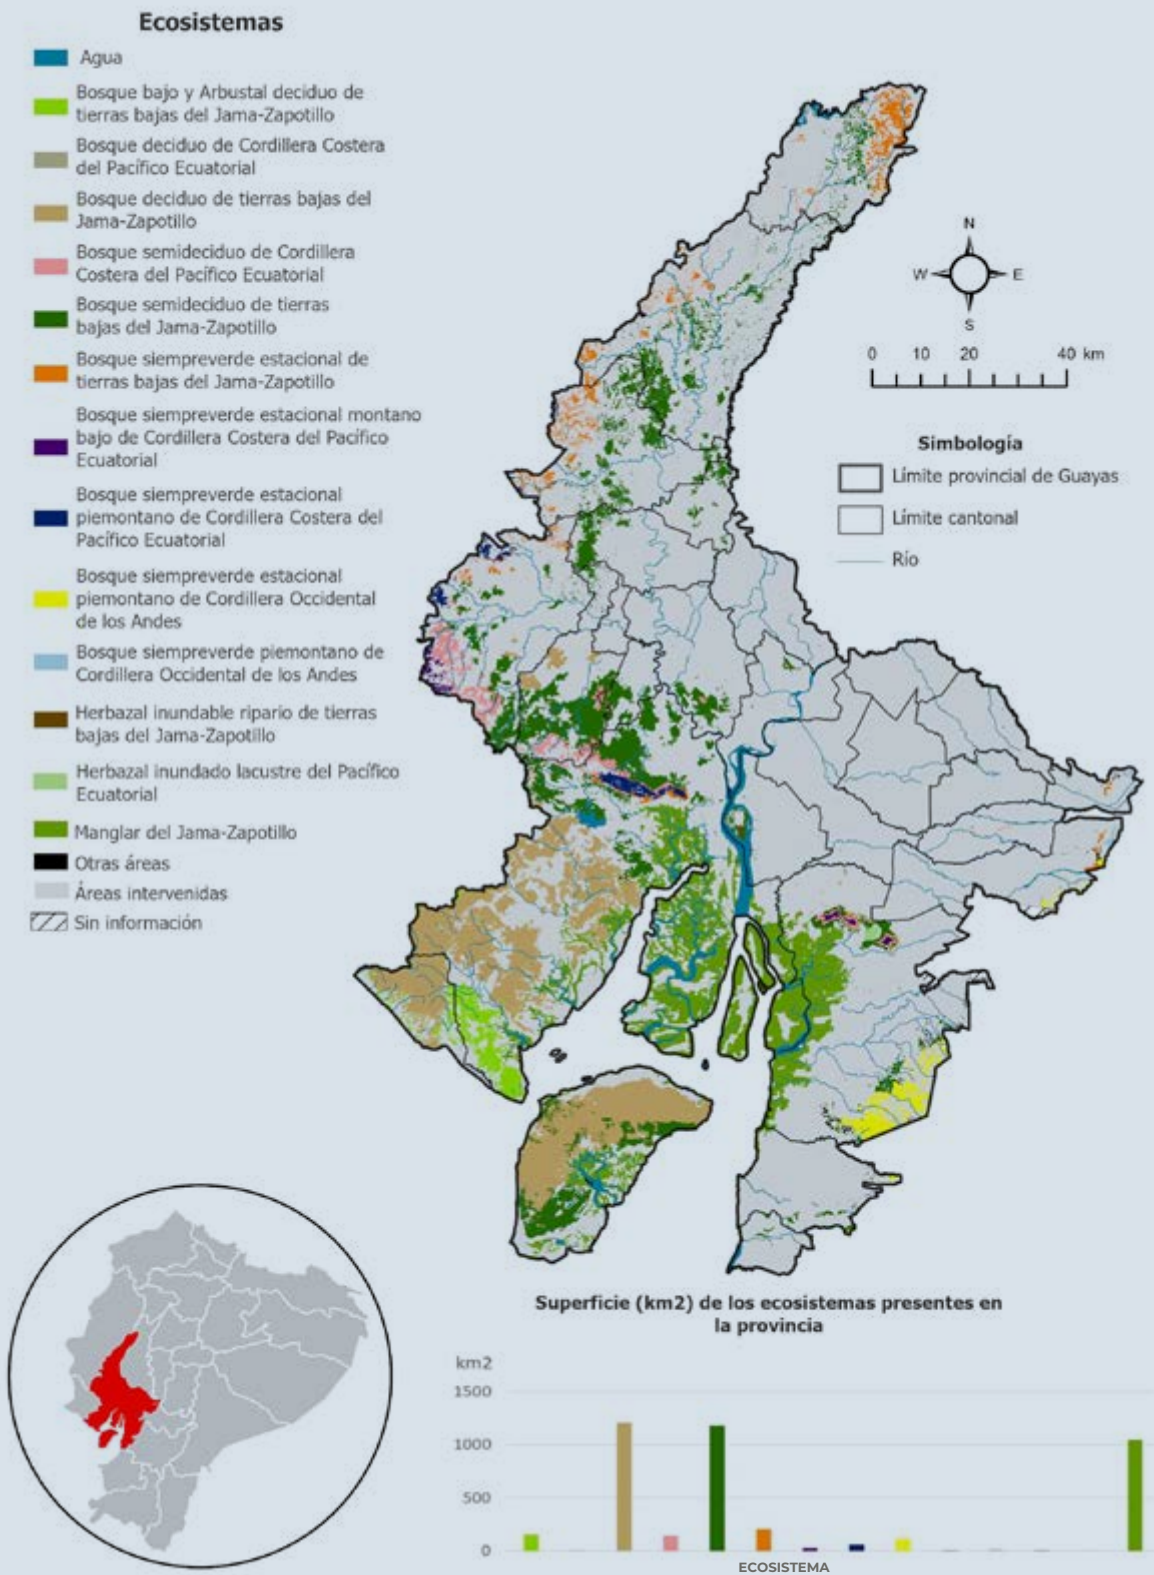 Ecosistemas
Agua
Bosque bajo y Arbustal deciduo de
tierras bajas del Jama-Zapotillo
Bosque deciduo de Cordillera Costera
del Pacífico Ecuatorial
Bosque deciduo de tierras bajas del
Jama-Zapotillo
Bosque semideciduo de Cordillera
Costera del Pacífico Ecuatorial
Bosque semideciduo de tierras
bajas del Jama-Zapotillo
Bosque siempreverde estacional de
tierras bajas del Jama-Zapotillo
Bosque siempreverde estacional montano
bajo de Cordillera Costera del Pacífico
Ecuatorial
Bosque siempreverde estacional
piemontano de Cordillera Costera del
Pacífico Ecuatorial
Bosque siempreverde estacional
piemontano de Cordillera Occidental
de los Andes
Bosque siempreverde piemontano de
Cordillera Occidental de los Andes
Herbazal inundable ripario de tierras
bajas del Jama-Zapotillo
Herbazal inundado lacustre del Pacífico
Ecuatorial
Manglar del Jama-Zapotillo
Otras áreas
Áreas intervenidas
Sin información
N
W E
S
0 10 20 40 km
Simbología
Límite provincial de Guayas
Límite cantonal
Río
Superficie (km2) de los ecosistemas presentes en
la provincia
km2
1500
1000
500
0
ECOSISTEMA